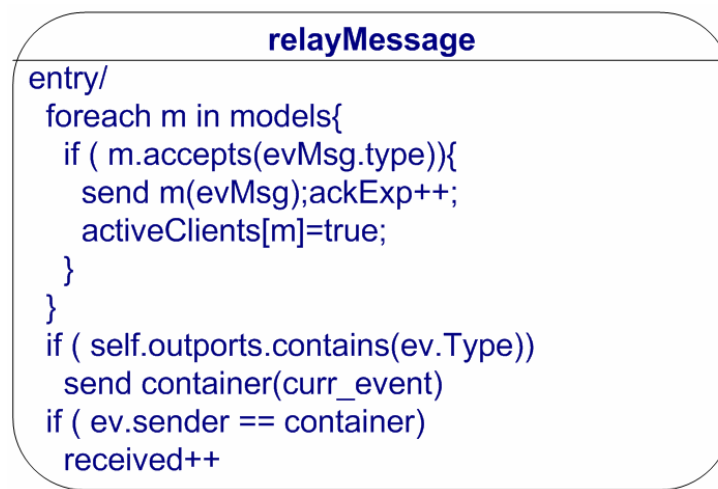 relayMessage
entry/
foreach m in models{
if ( m.accepts(evMsg.type)){
send m(evMsg);ackExp++;
activeClients[m]=true;
}
}
if ( self.outports.contains(ev.Type))
send container(curr_event)
if ( ev.sender == container)
received++